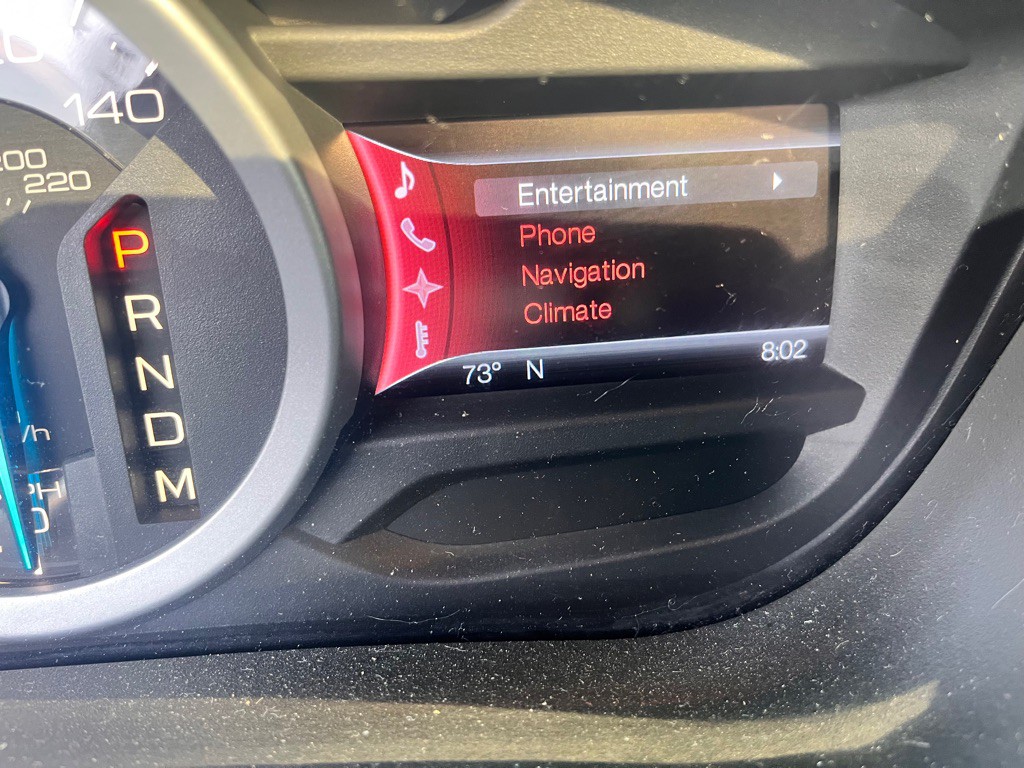 140
200
220
P
R
N
D
M
/h
Entertainment
Phone
Navigation
Climate
73° N
8:02